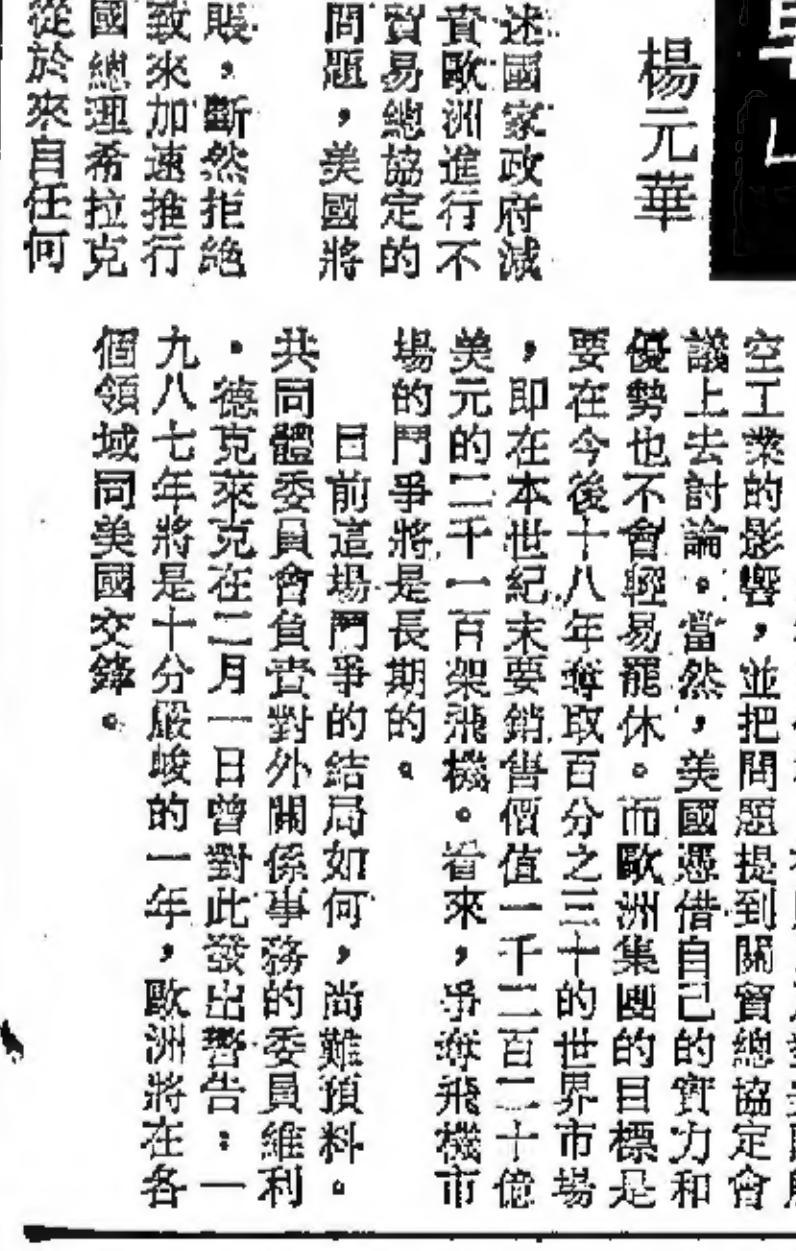 楊元華
述國家政府減
資歐洲進行不
貿易總協定的
問題，美國將
賬，斷然拒絕
致來加速推行
國總理希拉克
從於來自任何
空工業的影響，並把問題提到關貿總協定會
議上去討論。當然，美國憑借自己的實力和
優勢也不會輕易罷休。而歐洲集團的目標是
要在今後十八年奪取百分之三十的世界市場
，即在本世紀末要銷售價值一千二百二十億
美元的二千一百架飛機。看來，爭奪飛機市
場的鬥爭將是長期的。
目前這場鬥爭的結局如何，尚難預料。
共同體委員會負責對外關係事務的委員維利
·德克萊克在二月一日曾對此發出警告：一
九八七年將是十分嚴峻的一年，歐洲將在各
個領域同美國交鋒。